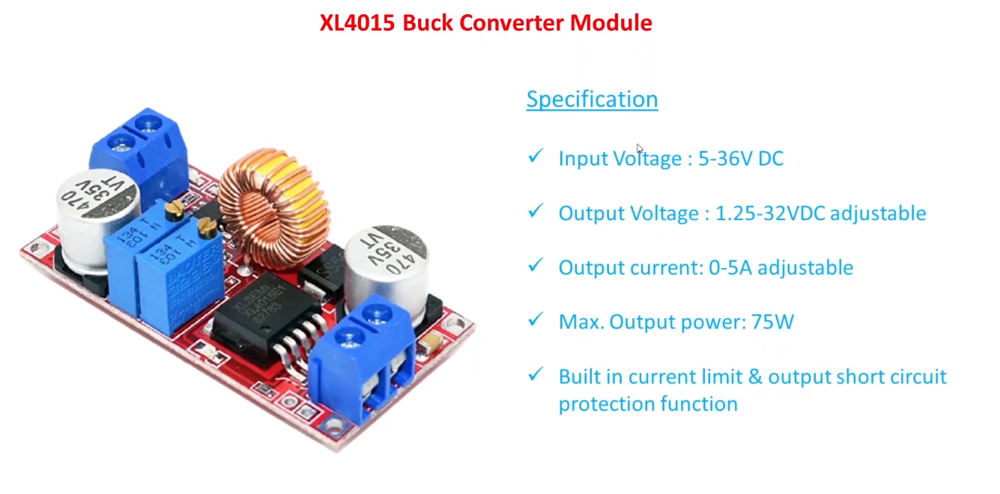 XL4015 Buck Converter Module
Specification
Input Voltage : 5-36V DC
Output Voltage : 1.25-32VDC adjustable
Output current: 0-5A adjustable
Max. Output power: 75W
Built in current limit & output short circuit
protection function
470
35V
VT
134 T
103 M
134 T
103 M
XLSEMI
XL4015E1
82783
470
35V
VT